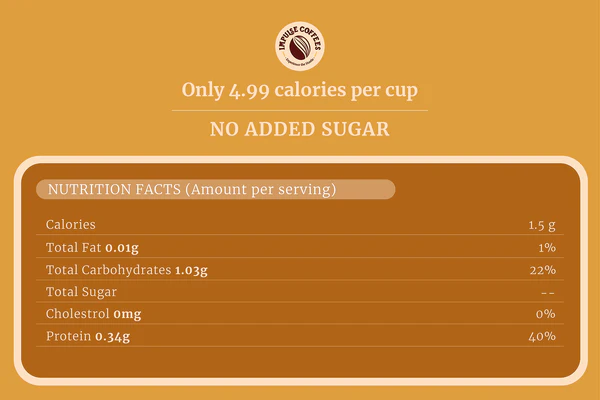 IMPULSE COFFEES
Only 4.99 calories per cup
NO ADDED SUGAR
NUTRITION FACTS (Amount per serving)
Calories 1.5 g
Total Fat 0.01g 1%
Total Carbohydrates 1.03g 22%
Total Sugar --
Cholestrol 0mg 0%
Protein 0.34g 40%